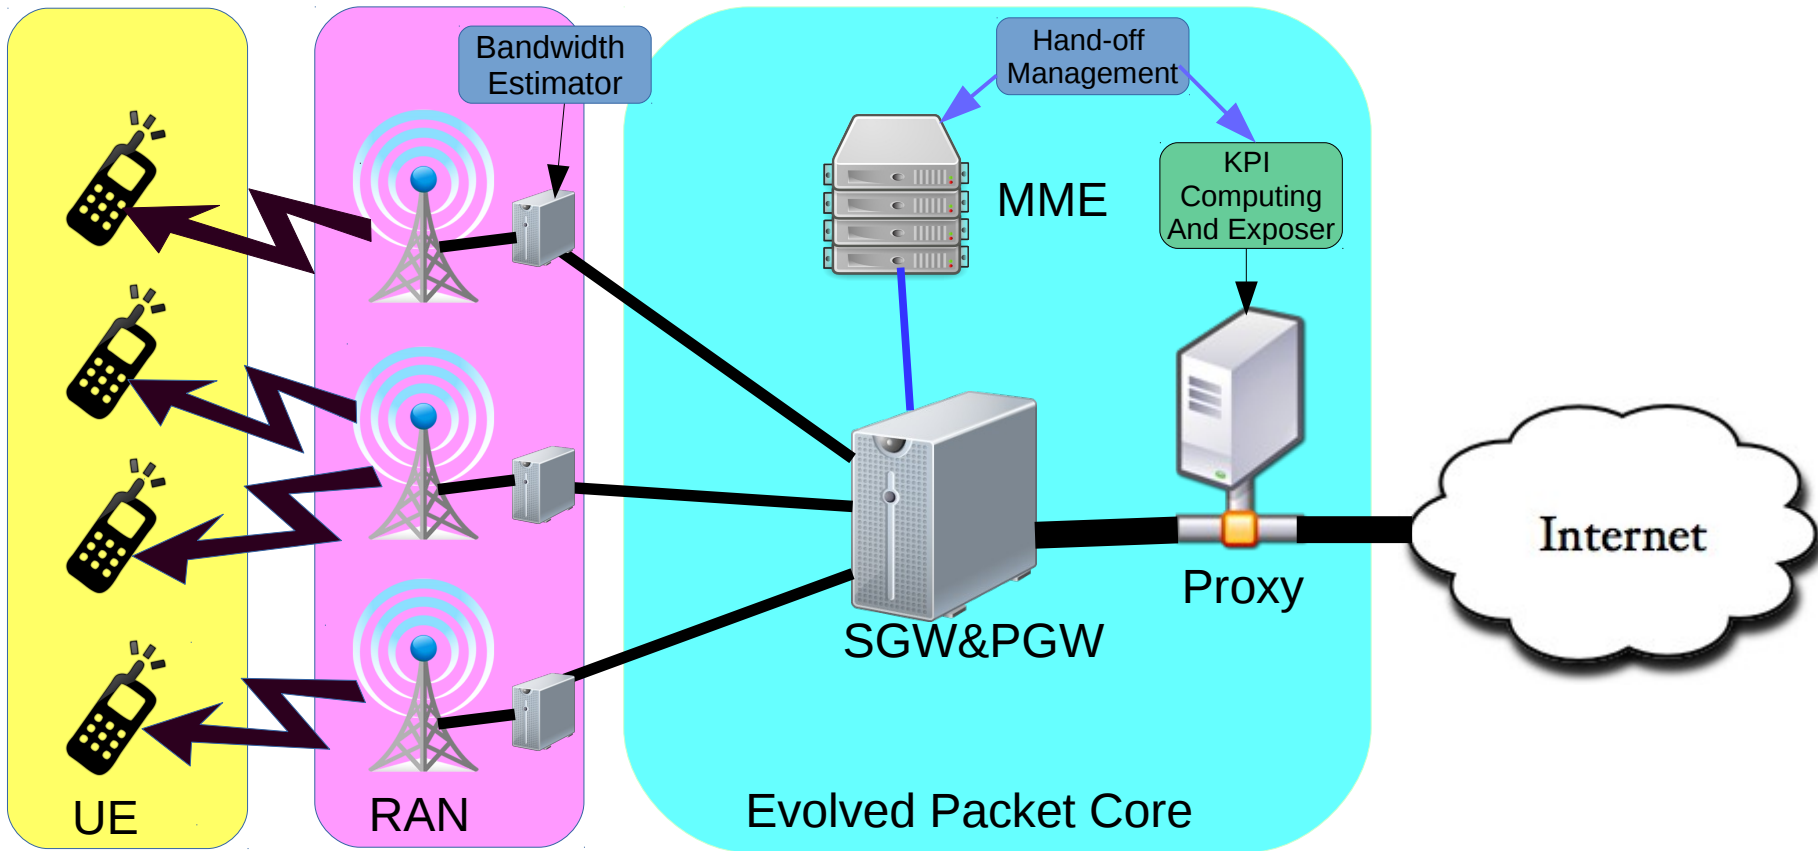 Bandwidth
Estimator
Hand-off
Management
KPI
Computing
And Exposer
MME
Internet
Proxy
SGW&PGW
UE
RAN
Evolved Packet Core